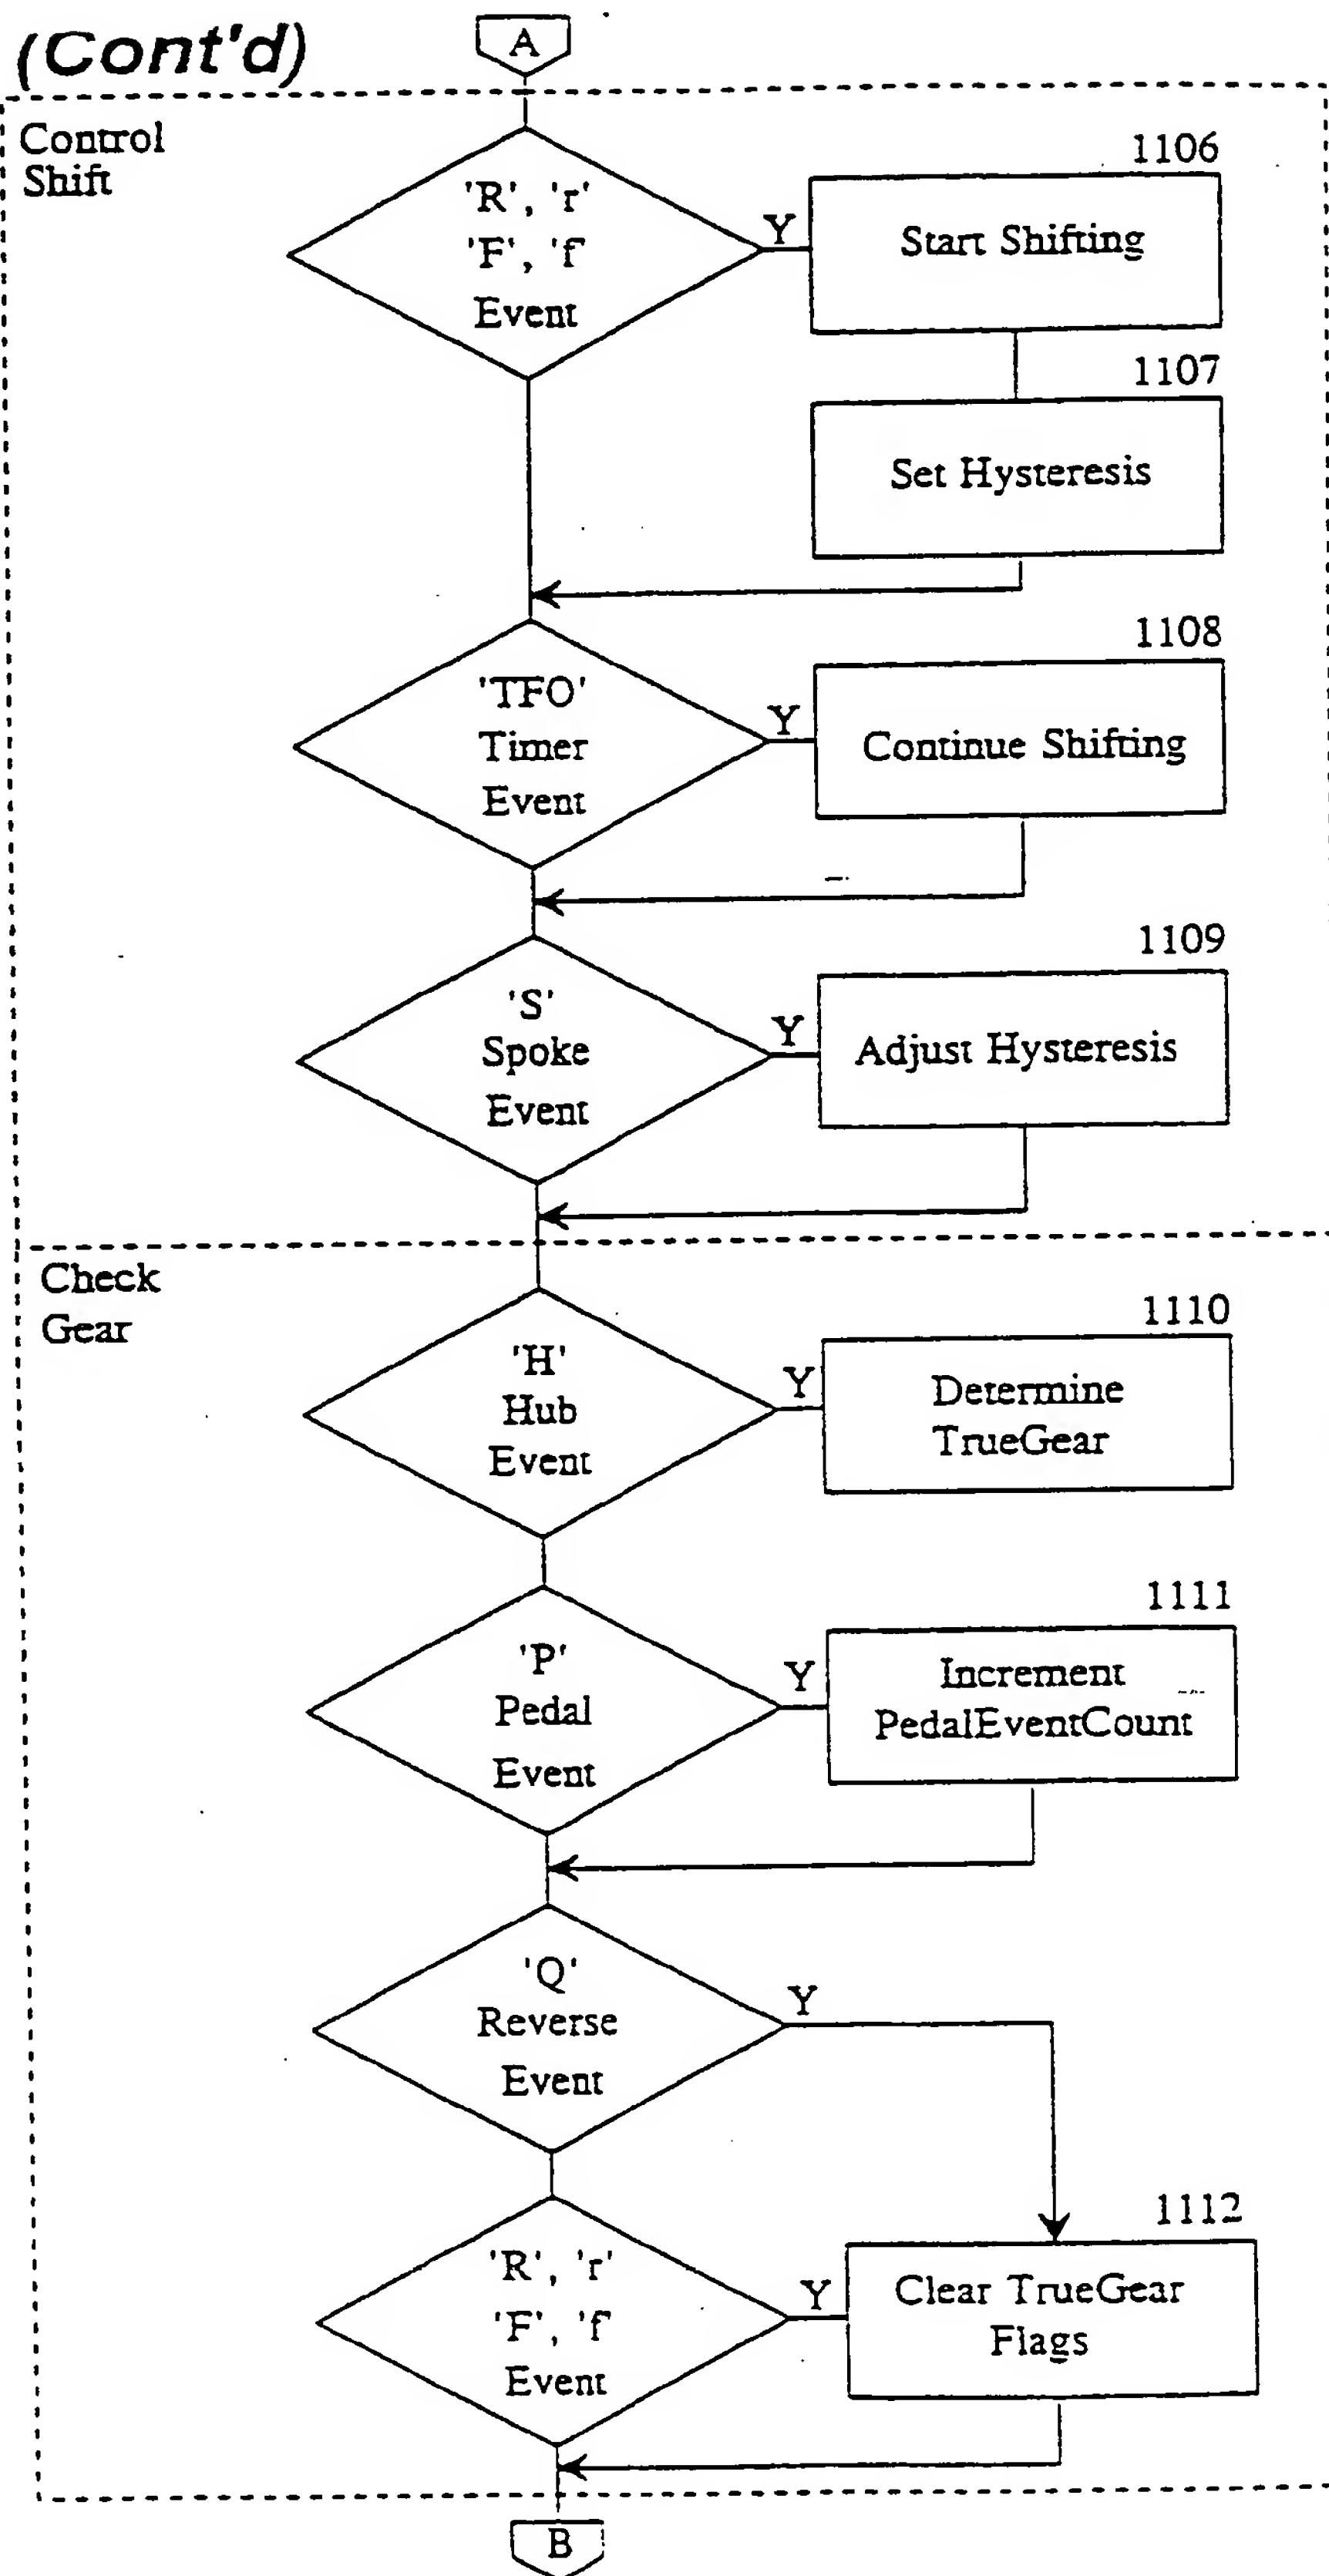 (Cont'd)
A
Control
Shift
'R', 'r'
'F', 'f'
Event
Y
1106
Start Shifting
1107
Set Hysteresis
'TFO'
Timer
Event
Y
1108
Continue Shifting
'S'
Spoke
Event
Y
1109
Adjust Hysteresis
Check
Gear
'H'
Hub
Event
Y
1110
Determine
TrueGear
'P'
Pedal
Event
Y
1111
Increment
PedalEventCount
'Q'
Reverse
Event
Y
'R', 'r'
'F', 'f'
Event
Y
1112
Clear TrueGear
Flags
B